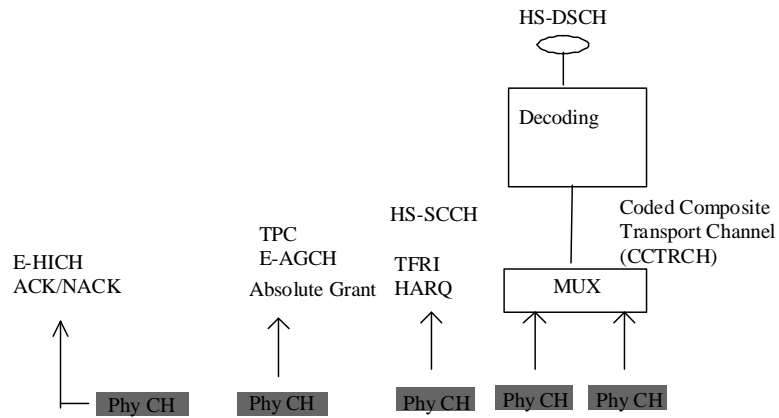 HS-DSCH
Decoding
HS-SCCH
Coded Composite
Transport Channel
(CCTRCH)
TPC
E-AGCH
Absolute Grant
E-HICH
ACK/NACK
TFRI
HARQ
MUX
Phy CH
Phy CH
Phy CH
Phy CH
Phy CH